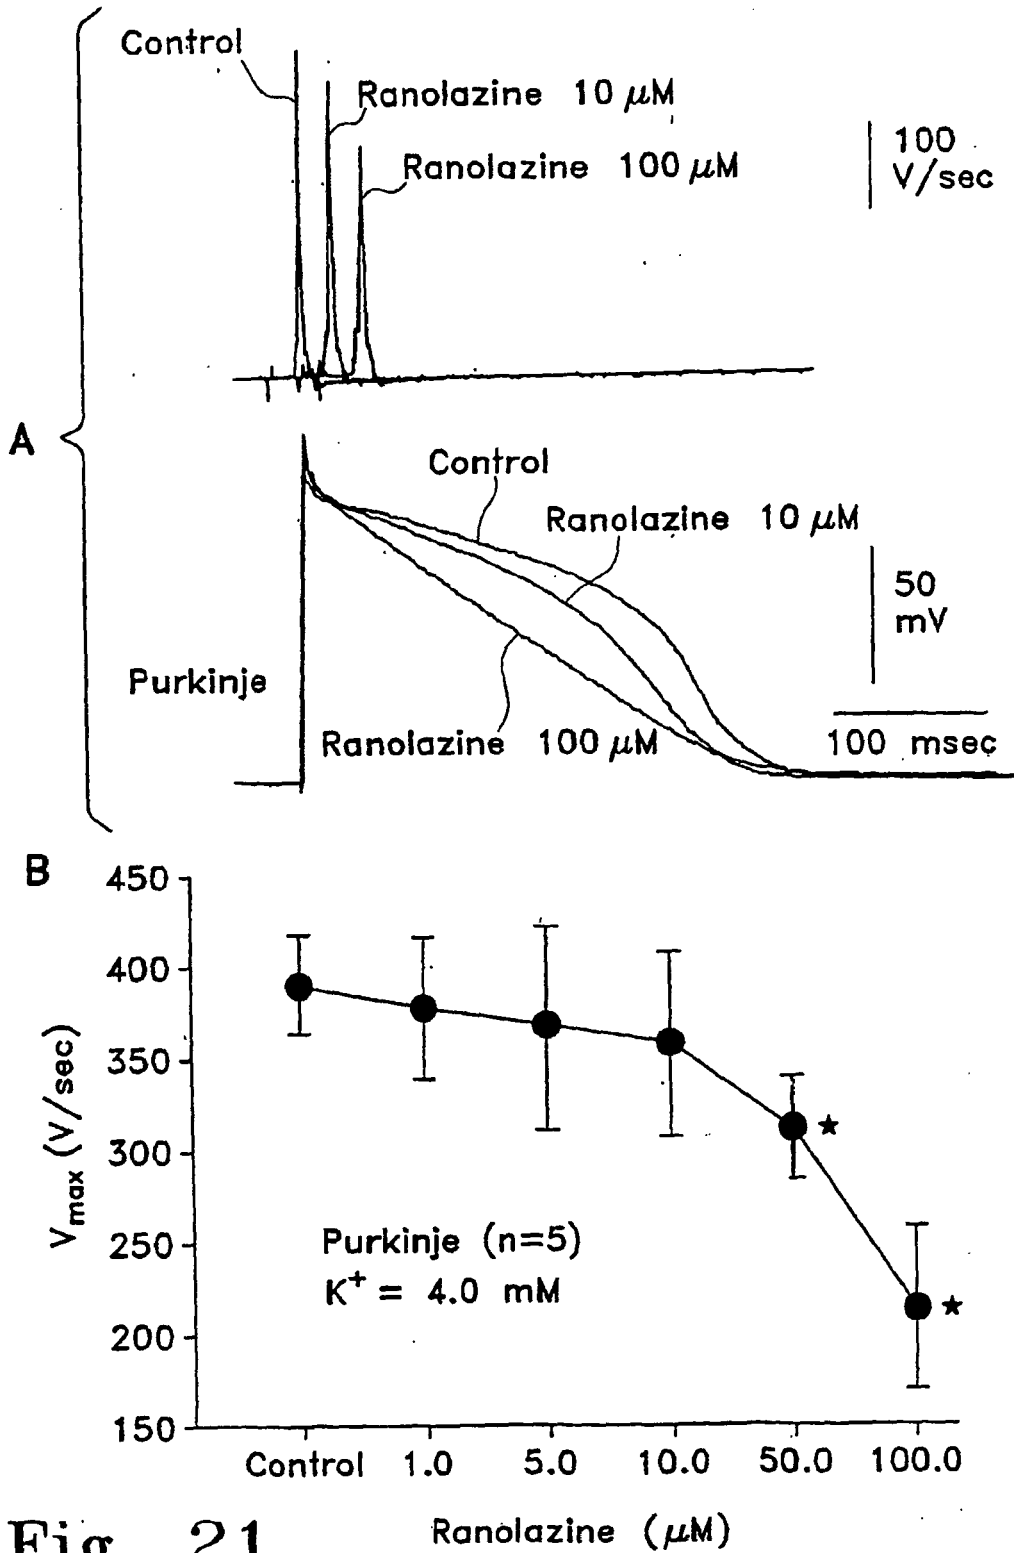 Control
Ranolazine 10 μM
Ranolazine 100 μM
100
V/sec
A
Control
Ranolazine 10 μM
50
mV
Purkinje
Ranolazine 100 μM
100 msec
B
450
400
350
300
250
200
150
Vmax (V/sec)
★
★
Purkinje (n=5)
K+ = 4.0 mM
Control 1.0 5.0 10.0 50.0 100.0
Ranolazine (μM)
Fig. 21